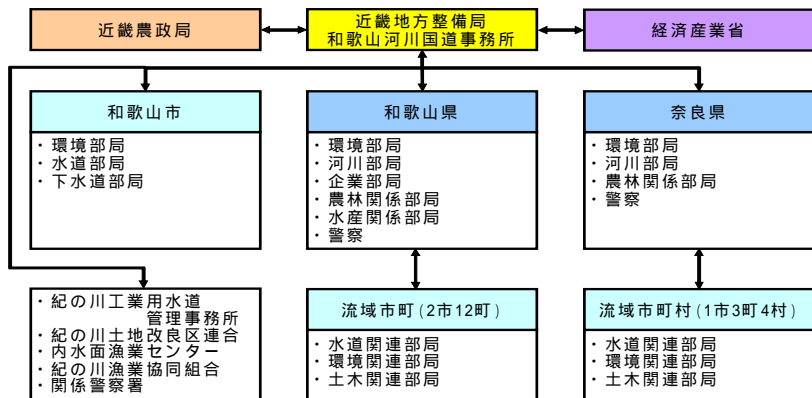 近畿農政局
近畿地方整備局
和歌山河川国道事務所
経済産業省
和歌山市
・環境部局
・水道部局
・下水道部局
和歌山県
・環境部局
・河川部局
・企業部局
・農林関係部局
・水産関係部局
・警察
奈良県
・環境部局
・河川部局
・農林関係部局
・警察
・紀の川工業用水道
管理事務所
・紀の川土地改良区連合
・内水面漁業センター
・紀の川漁業協同組合
・関係警察署
流域市町(2市12町)
・水道関連部局
・環境関連部局
・土木関連部局
流域市町村(1市3町4村)
・水道関連部局
・環境関連部局
・土木関連部局